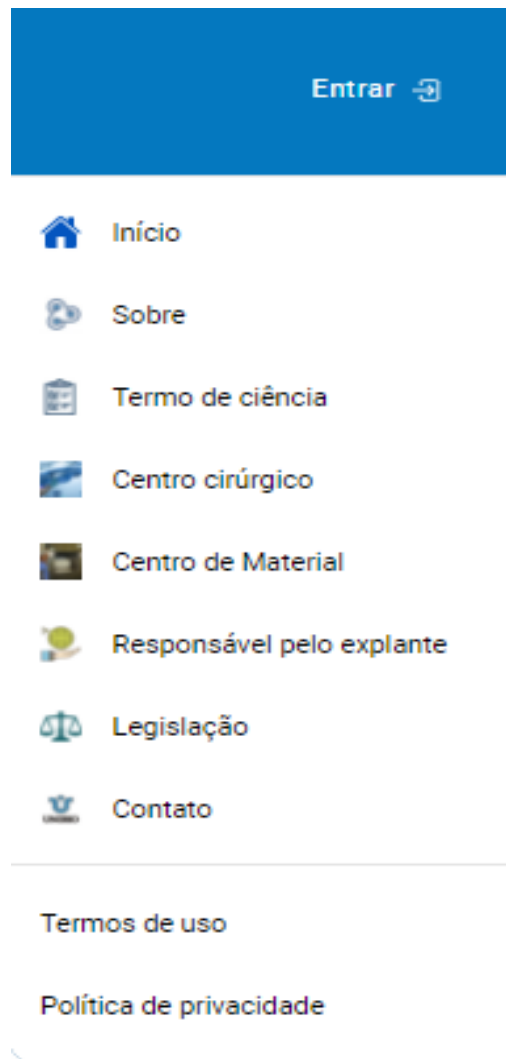 Entrar
Início
Sobre
Termo de ciência
Centro cirúrgico
Centro de Material
Responsável pelo explante
Legislação
Contato
Termos de uso
Política de privacidade